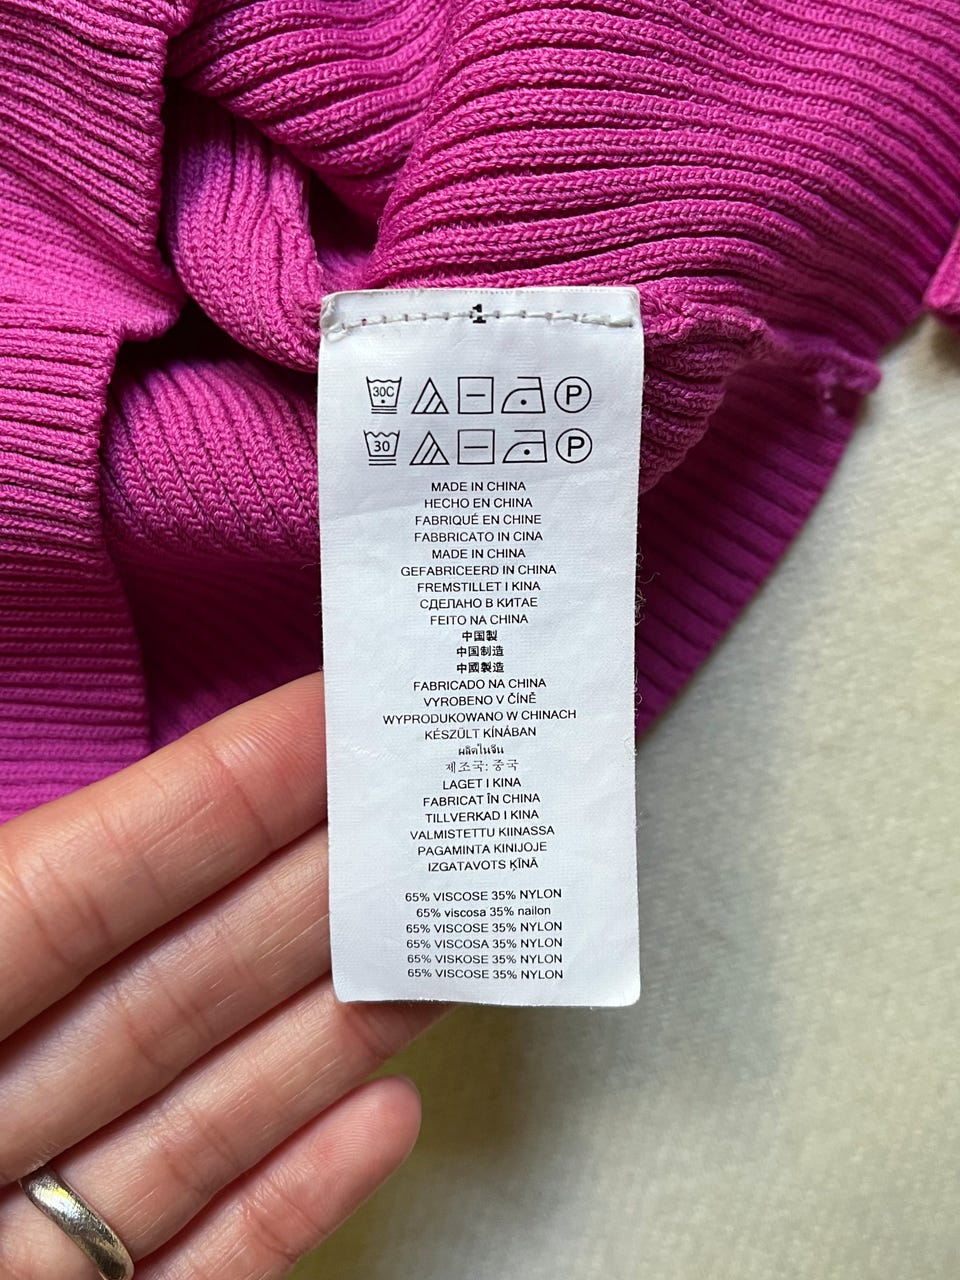 1
30C P
30 P
MADE IN CHINA
HECHO EN CHINA
FABRIQUÉ EN CHINE
FABBRICATO IN CINA
MADE IN CHINA
GEFABRICEERD IN CHINA
FREMSTILLET I KINA
СДЕЛАНО В КИТАЕ
FEITO NA CHINA
中国製
中国制造
中國製造
FABRICADO NA CHINA
VYROBENO V ČÍNĚ
WYPRODUKOWANO W CHINACH
KÉSZÜLT KÍNÁBAN
ผลิตในจีน
제조국: 중국
LAGET I KINA
FABRICAT ÎN CHINA
TILLVERKAD I KINA
VALMISTETTU KIINASSA
PAGAMINTA KINIJOJE
IZGATAVOTS ĶĪNĀ
65% VISCOSE 35% NYLON
65% viscosa 35% nailon
65% VISCOSE 35% NYLON
65% VISCOSA 35% NYLON
65% VISKOSE 35% NYLON
65% VISCOSE 35% NYLON